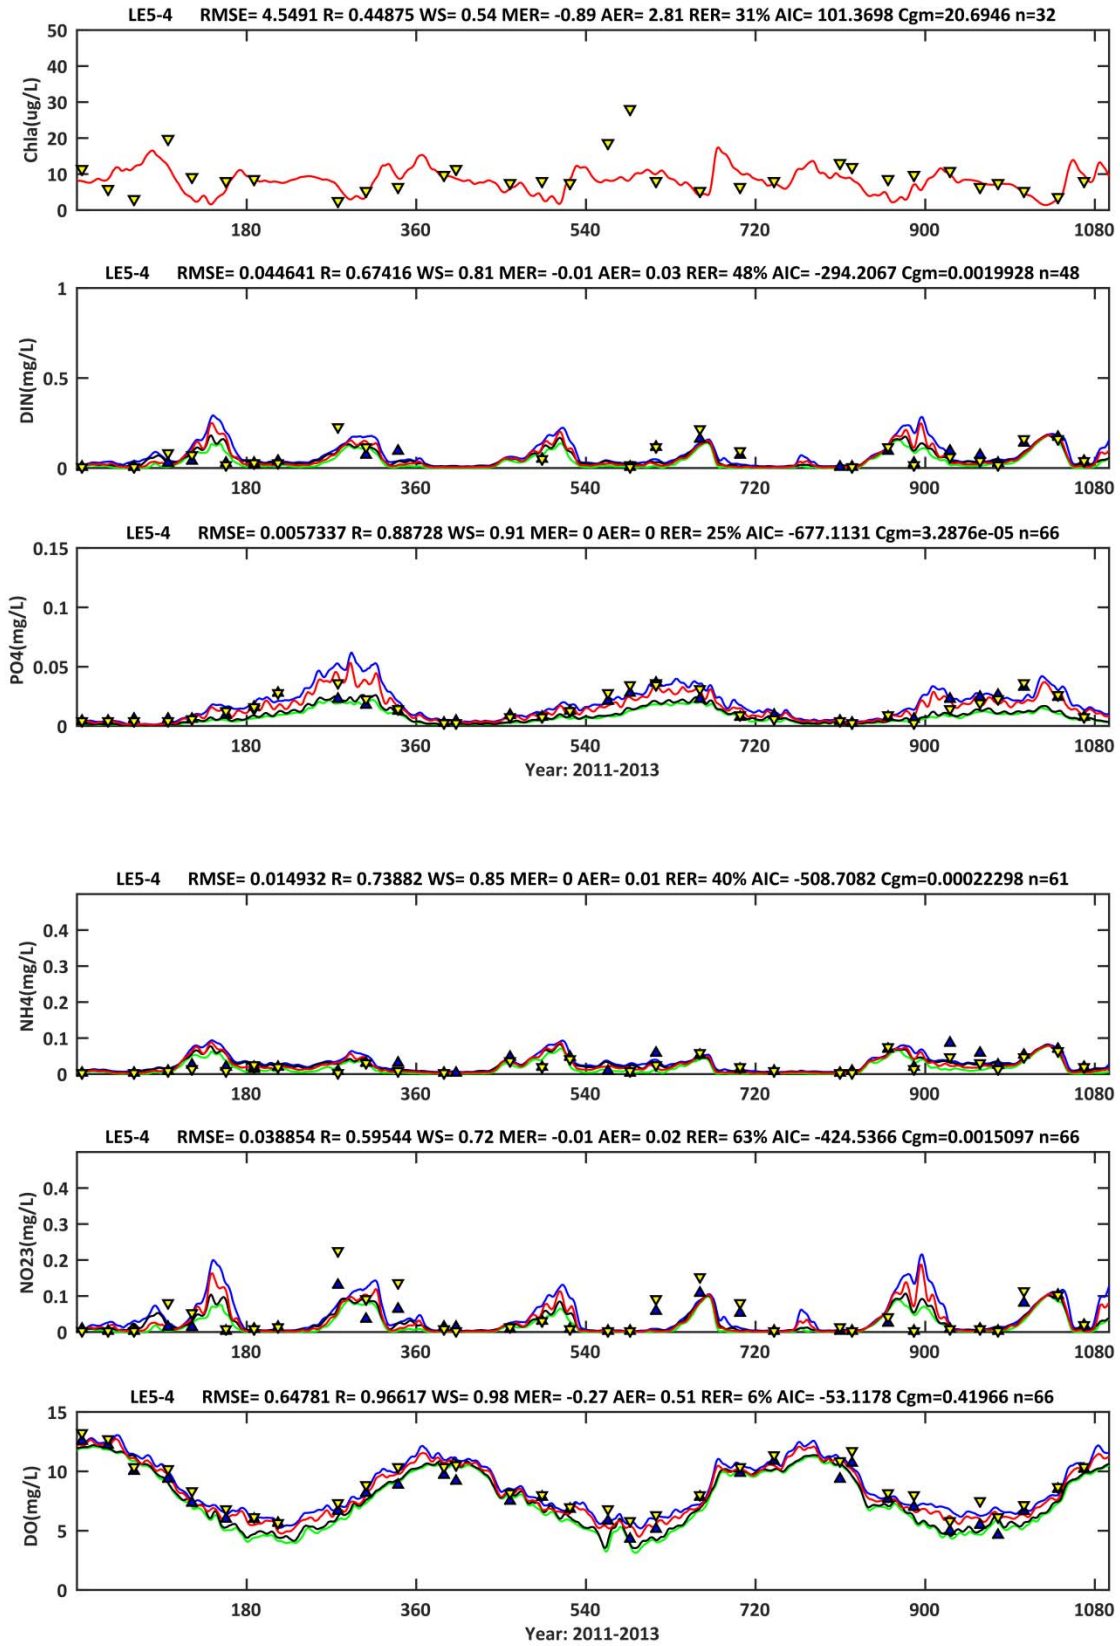 LE5-4 RMSE= 4.5491 R= 0.44875 WS= 0.54 MER= -0.89 AER= 2.81 RER= 31% AIC= 101.3698 Cgm=20.6946 n=32
50
40
30
20
10
0
Chla(ug/L)
180 360 540 720 900 1080
LE5-4 RMSE= 0.044641 R= 0.67416 WS= 0.81 MER= -0.01 AER= 0.03 RER= 48% AIC= -294.2067 Cgm=0.0019928 n=48
1
0.5
0
DIN(mg/L)
180 360 540 720 900 1080
LE5-4 RMSE= 0.0057337 R= 0.88728 WS= 0.91 MER= 0 AER= 0 RER= 25% AIC= -677.1131 Cgm=3.2876e-05 n=66
0.15
0.1
0.05
0
PO4(mg/L)
180 360 540 720 900 1080
Year: 2011-2013
LE5-4 RMSE= 0.014932 R= 0.73882 WS= 0.85 MER= 0 AER= 0.01 RER= 40% AIC= -508.7082 Cgm=0.00022298 n=61
0.4
0.3
0.2
0.1
0
NH4(mg/L)
180 360 540 720 900 1080
LE5-4 RMSE= 0.038854 R= 0.59544 WS= 0.72 MER= -0.01 AER= 0.02 RER= 63% AIC= -424.5366 Cgm=0.0015097 n=66
0.4
0.3
0.2
0.1
0
NO23(mg/L)
180 360 540 720 900 1080
LE5-4 RMSE= 0.64781 R= 0.96617 WS= 0.98 MER= -0.27 AER= 0.51 RER= 6% AIC= -53.1178 Cgm=0.41966 n=66
15
10
5
0
DO(mg/L)
180 360 540 720 900 1080
Year: 2011-2013